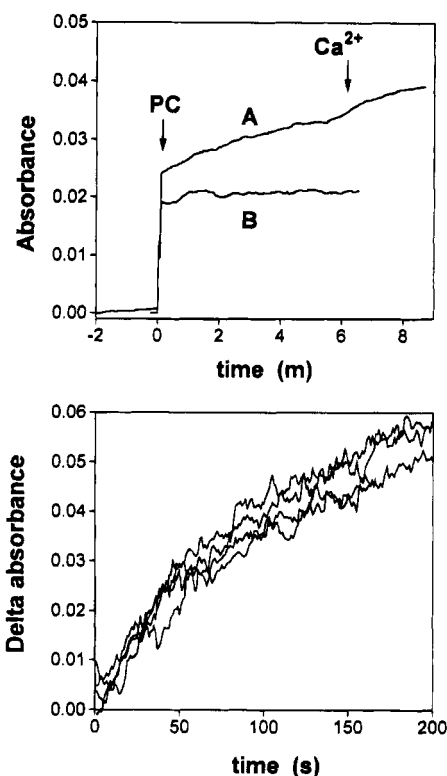 Ca²⁺
0.05
PC
0.04
A
0.03
0.02
B
0.01
0.00
Absorbance
-2 0 2 4 6 8
time (m)
0.06
0.05
0.04
0.03
0.02
0.01
0.00
Delta absorbance
0 50 100 150 200
time (s)